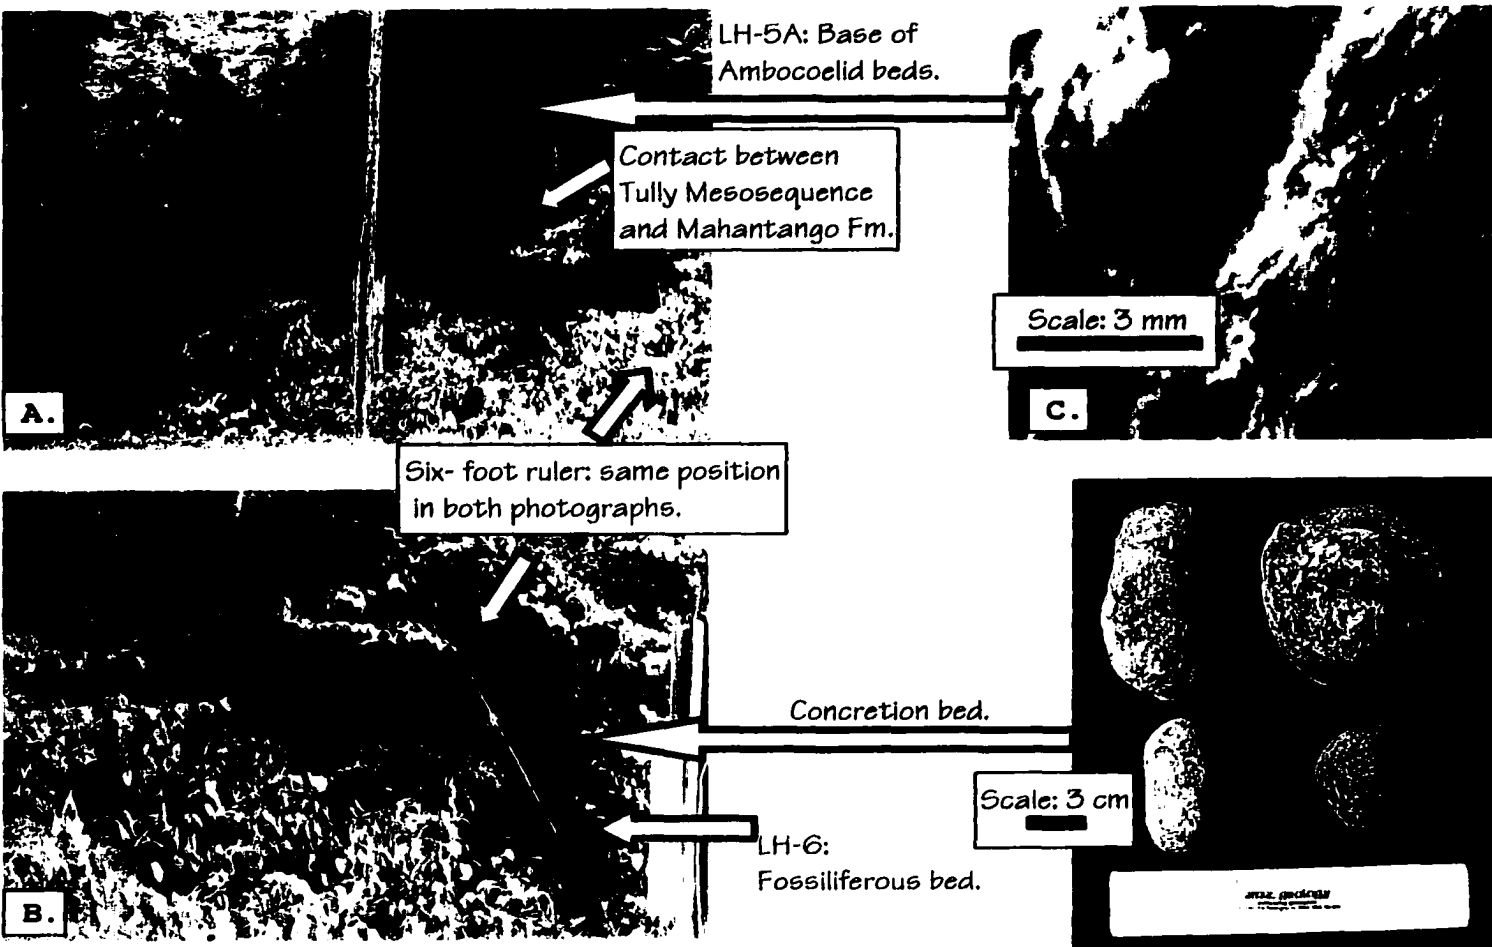 LH-5A: Base of
Ambocoelid beds.
Contact between
Tully Mesosequence
and Mahantango Fm.
Scale: 3 mm
A.
C.
Six- foot ruler: same position
in both photographs.
Concretion bed.
Scale: 3 cm
LH-6:
Fossiliferous bed.
B.